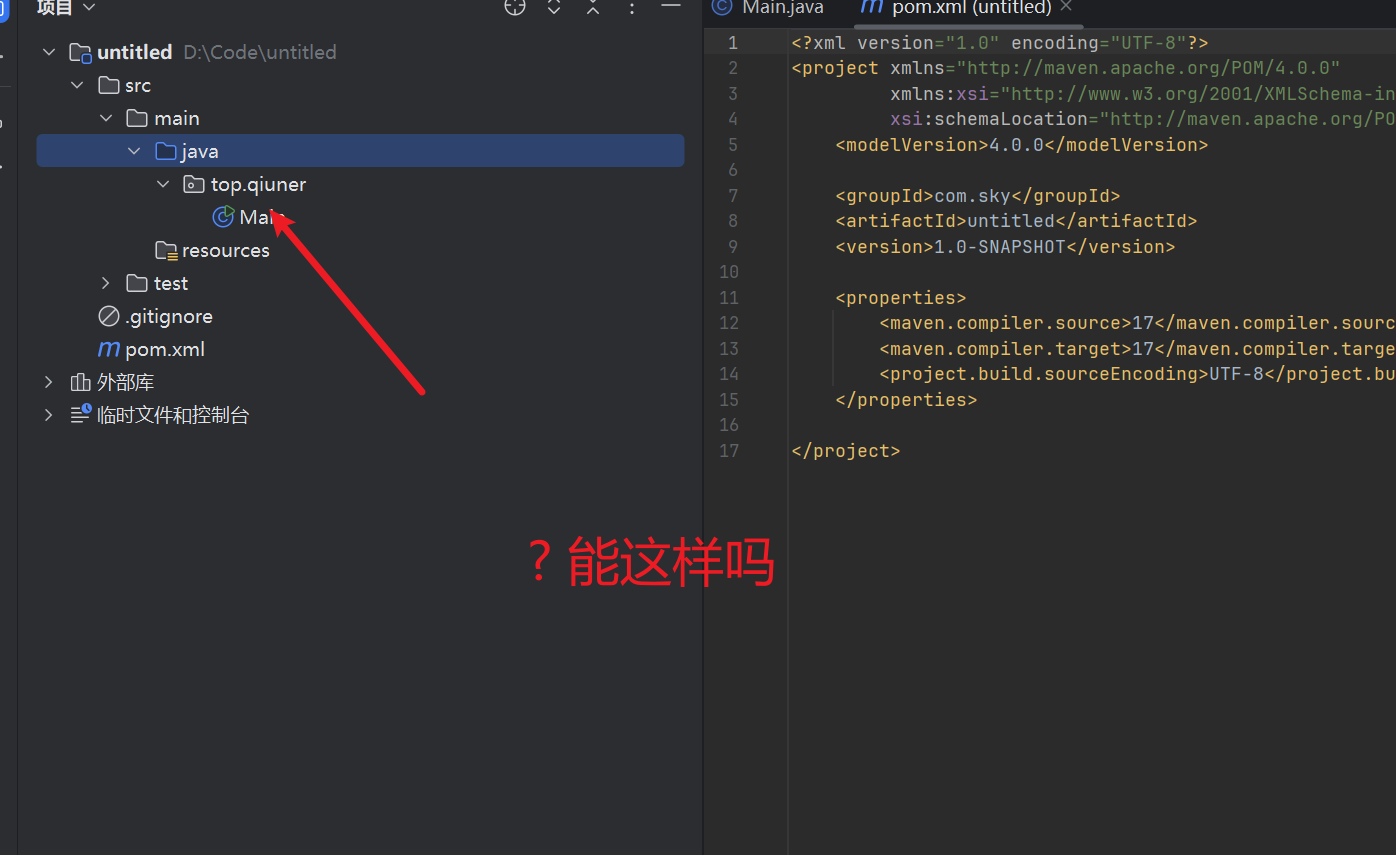 项目
Main.java
pom.xml (untitled)
untitled D:\Code\untitled
src
main
java
top.qiuner
Main
resources
test
.gitignore
pom.xml
外部库
临时文件和控制台
1 <?xml version="1.0" encoding="UTF-8"?>
2 <project xmlns="http://maven.apache.org/POM/4.0.0"
3 xmlns:xsi="http://www.w3.org/2001/XMLSchema-in
4 xsi:schemaLocation="http://maven.apache.org/PO
5 <modelVersion>4.0.0</modelVersion>
6
7 <groupId>com.sky</groupId>
8 <artifactId>untitled</artifactId>
9 <version>1.0-SNAPSHOT</version>
10
11 <properties>
12 <maven.compiler.source>17</maven.compiler.sourc
13 <maven.compiler.target>17</maven.compiler.targe
14 <project.build.sourceEncoding>UTF-8</project.bu
15 </properties>
16
17 </project>
？能这样吗